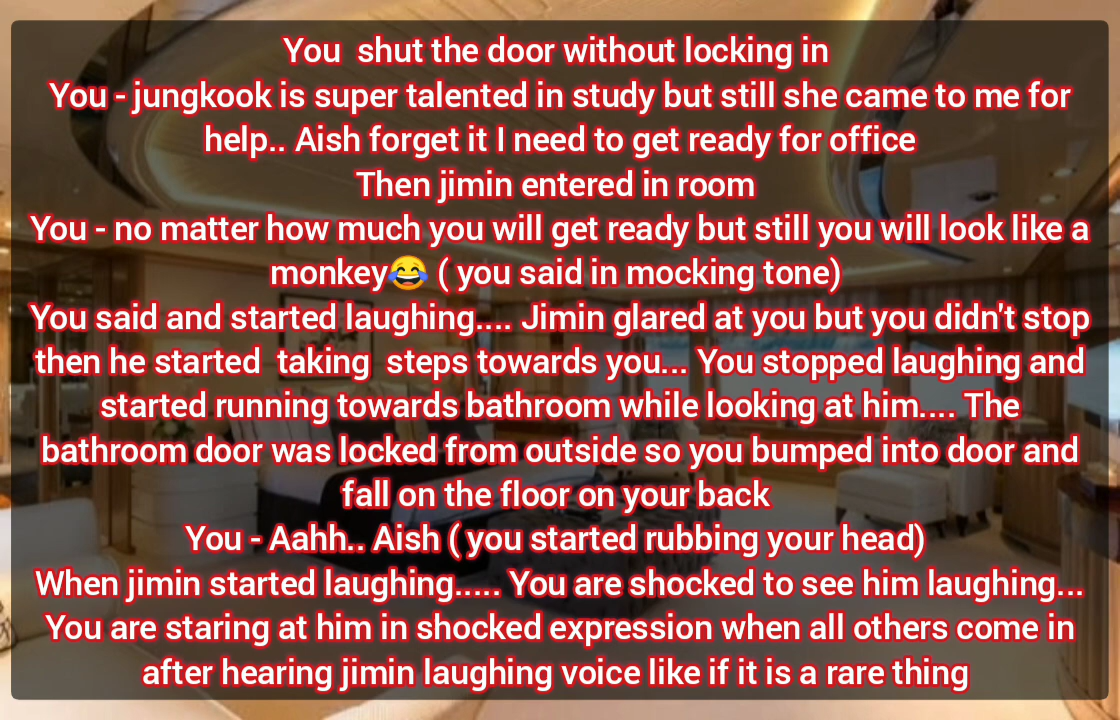 You  shut the door without locking in
You - jungkook is super talented in study but still she came to me for
help.. Aish forget it I need to get ready for office
Then jimin entered in room
You - no matter how much you will get ready but still you will look like a
monkey😂 ( you said in mocking tone)
You said and started laughing.... Jimin glared at you but you didn't stop
then he started  taking  steps towards you... You stopped laughing and
started running towards bathroom while looking at him.... The
bathroom door was locked from outside so you bumped into door and
fall on the floor on your back
You - Aahh.. Aish ( you started rubbing your head)
When jimin started laughing..... You are shocked to see him laughing...
You are staring at him in shocked expression when all others come in
after hearing jimin laughing voice like if it is a rare thing